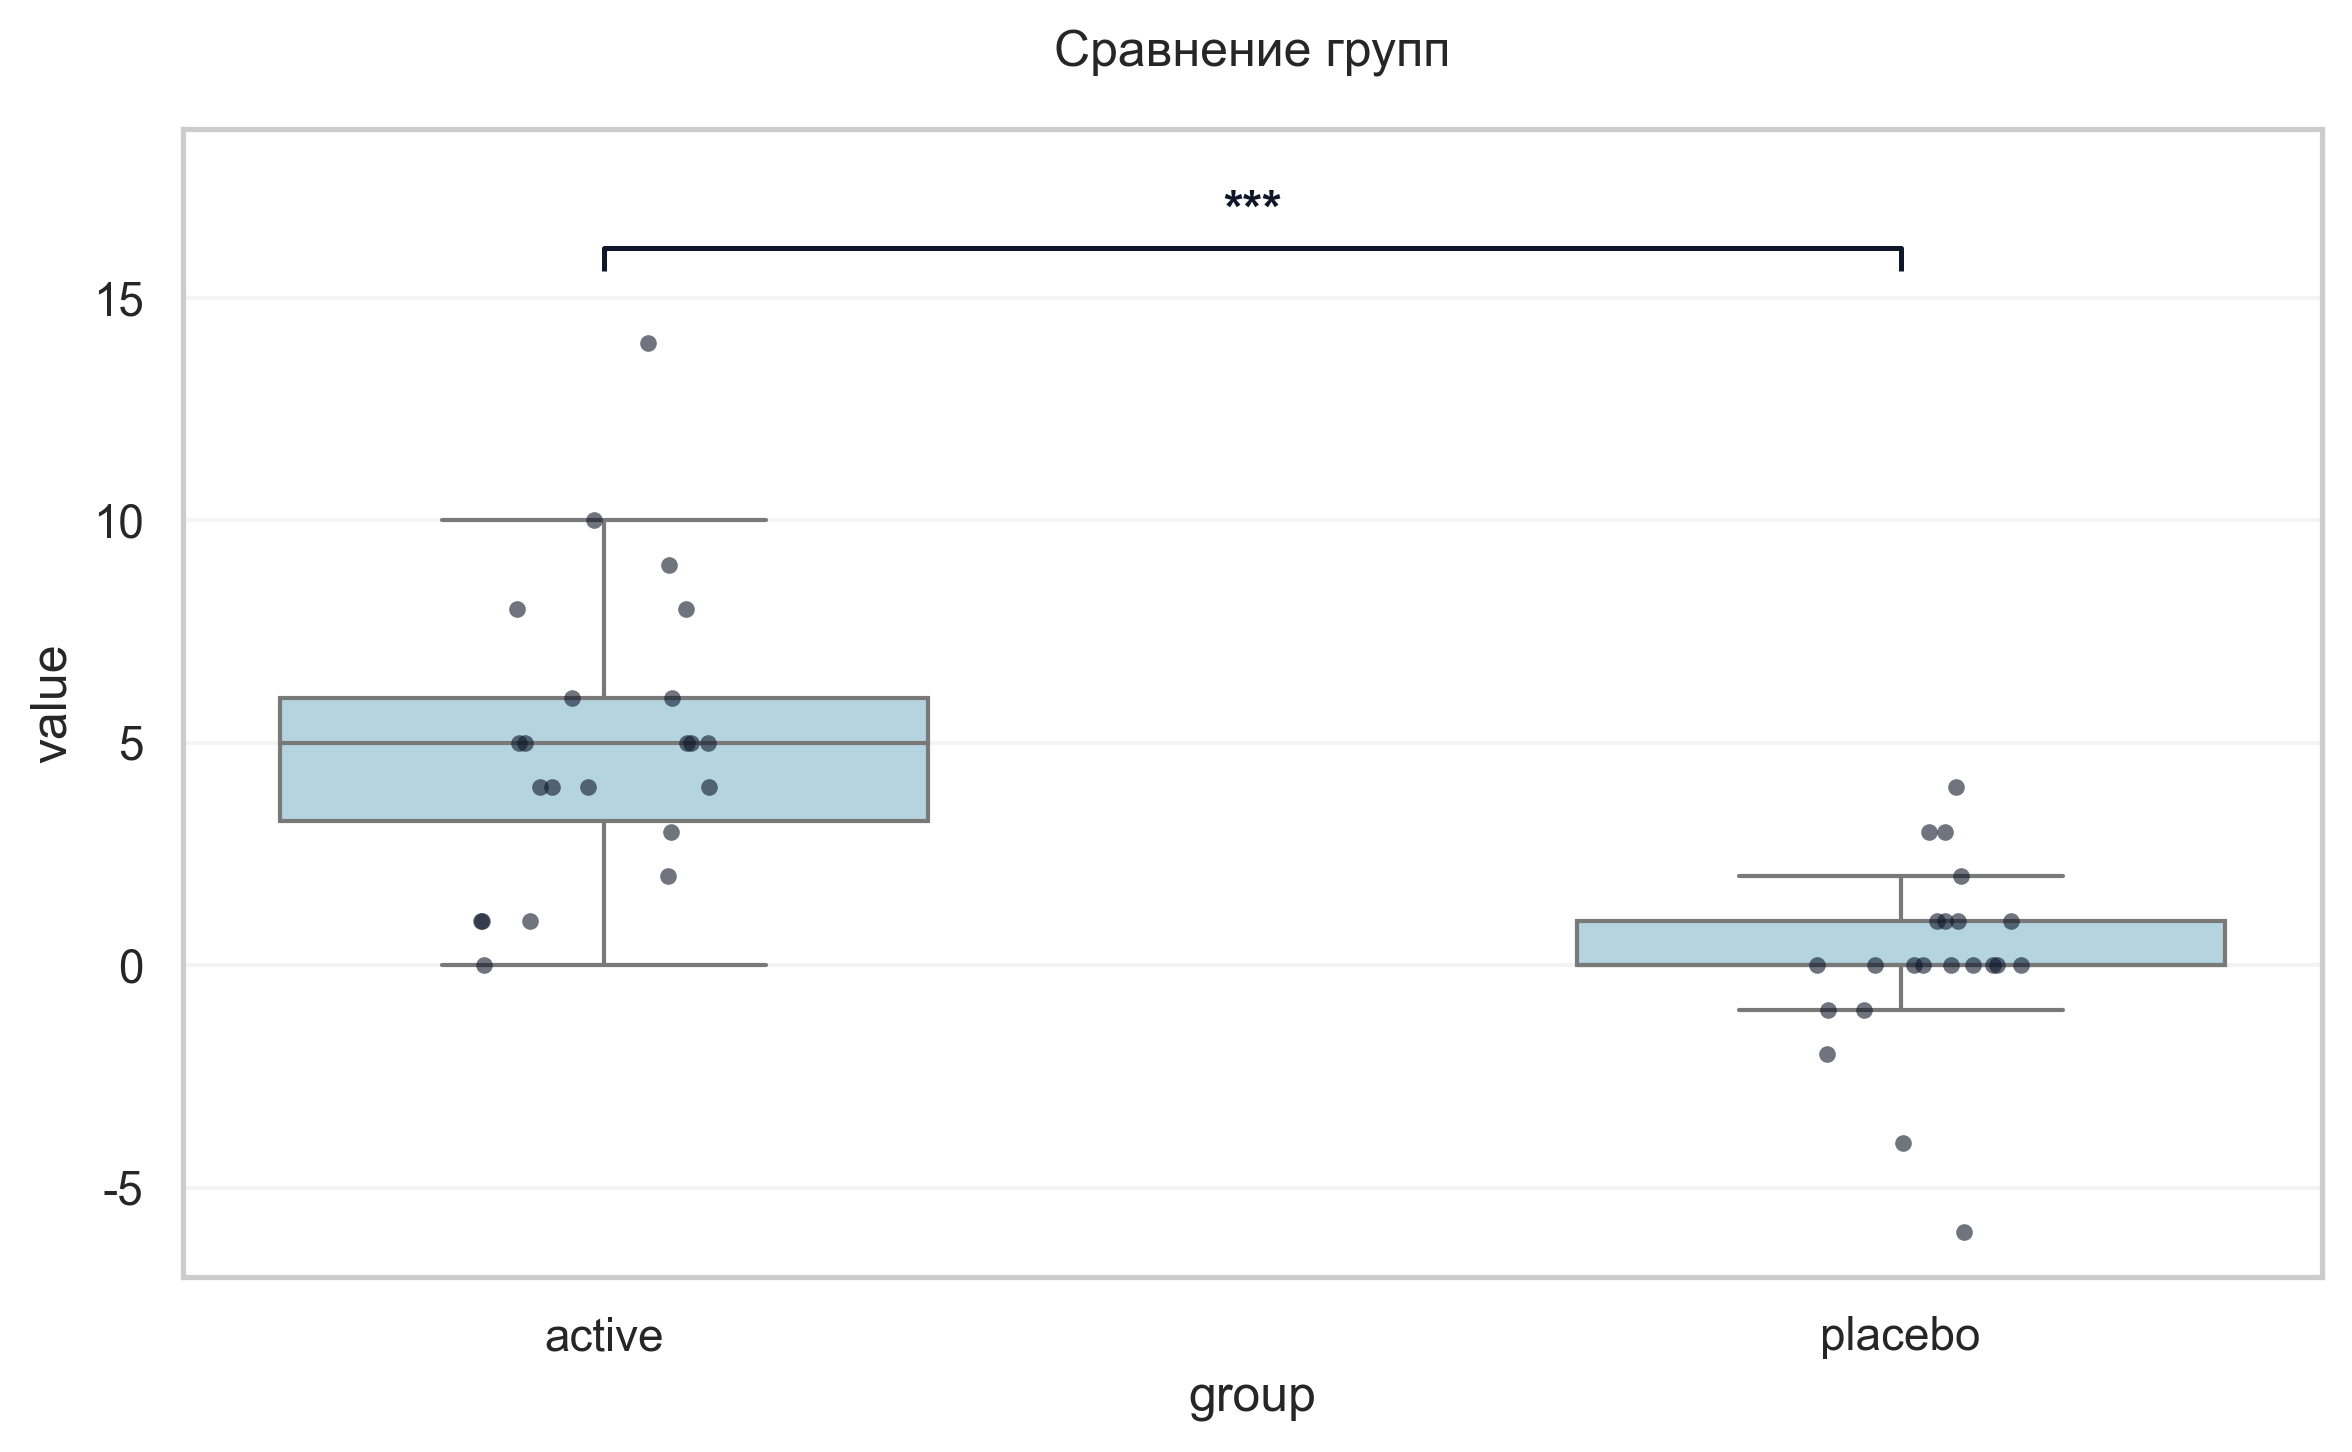 Сравнение групп
***
15
10
5
0
-5
value
active
placebo
group